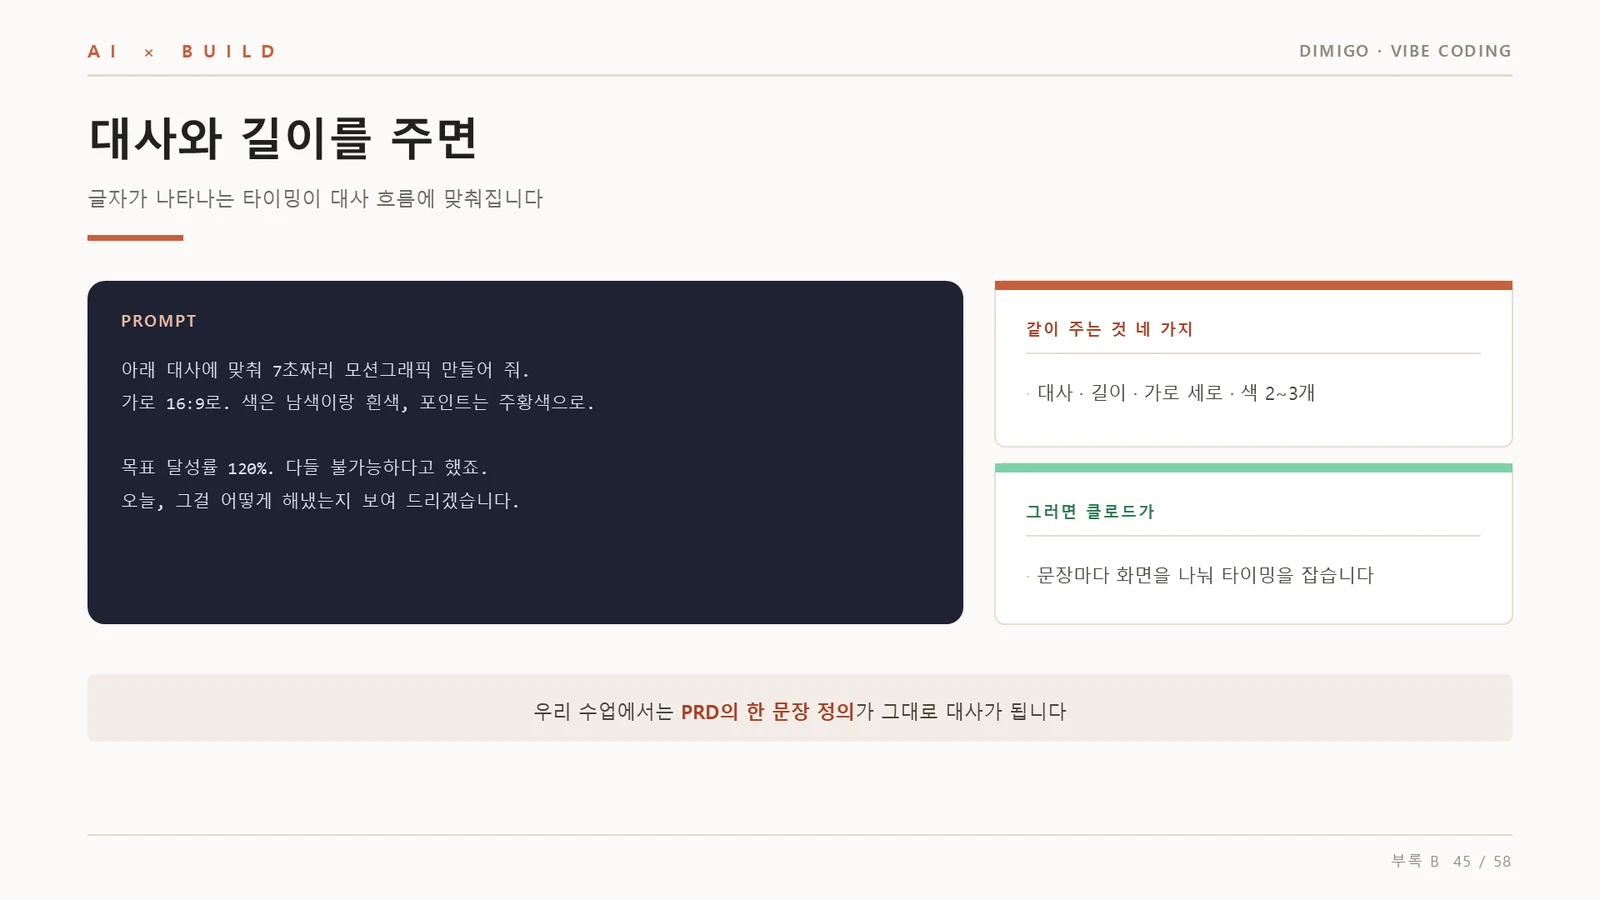 AI × BUILD
DIMIGO · VIBE CODING
대사와 길이를 주면
글자가 나타나는 타이밍이 대사 흐름에 맞춰집니다
PROMPT
아래 대사에 맞춰 7초짜리 모션그래픽 만들어 줘.
가로 16:9로. 색은 남색이랑 흰색, 포인트는 주황색으로.
목표 달성률 120%. 다들 불가능하다고 했죠.
오늘, 그걸 어떻게 해냈는지 보여 드리겠습니다.
같이 주는 것 네 가지
· 대사 · 길이 · 가로 세로 · 색 2~3개
그러면 클로드가
· 문장마다 화면을 나눠 타이밍을 잡습니다
우리 수업에서는 PRD의 한 문장 정의가 그대로 대사가 됩니다
부록 B 45 / 58